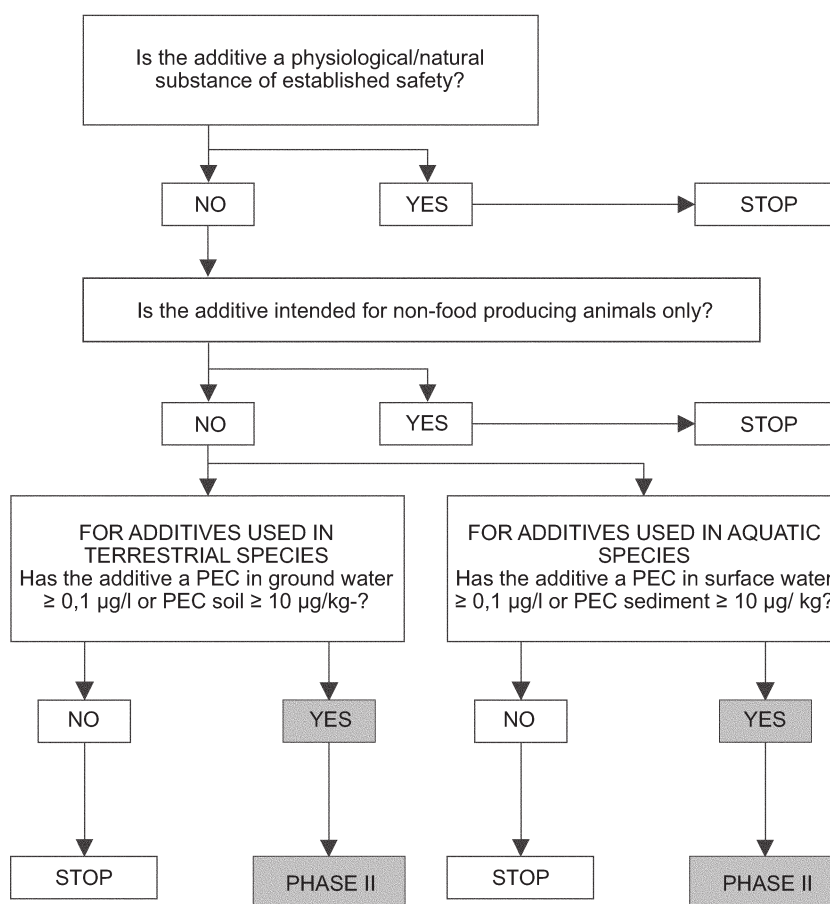 Is the additive a physiological/natural
substance of established safety?
NO
YES
STOP
Is the additive intended for non-food producing animals only?
NO
YES
STOP
FOR ADDITIVES USED IN
TERRESTRIAL SPECIES
Has the additive a PEC in ground water
≥ 0,1 µg/l or PEC soil ≥ 10 µg/kg-?
FOR ADDITIVES USED IN AQUATIC
SPECIES
Has the additive a PEC in surface water
≥ 0,1 µg/l or PEC sediment ≥ 10 µg/ kg?
NO
YES
NO
YES
STOP
PHASE II
STOP
PHASE II